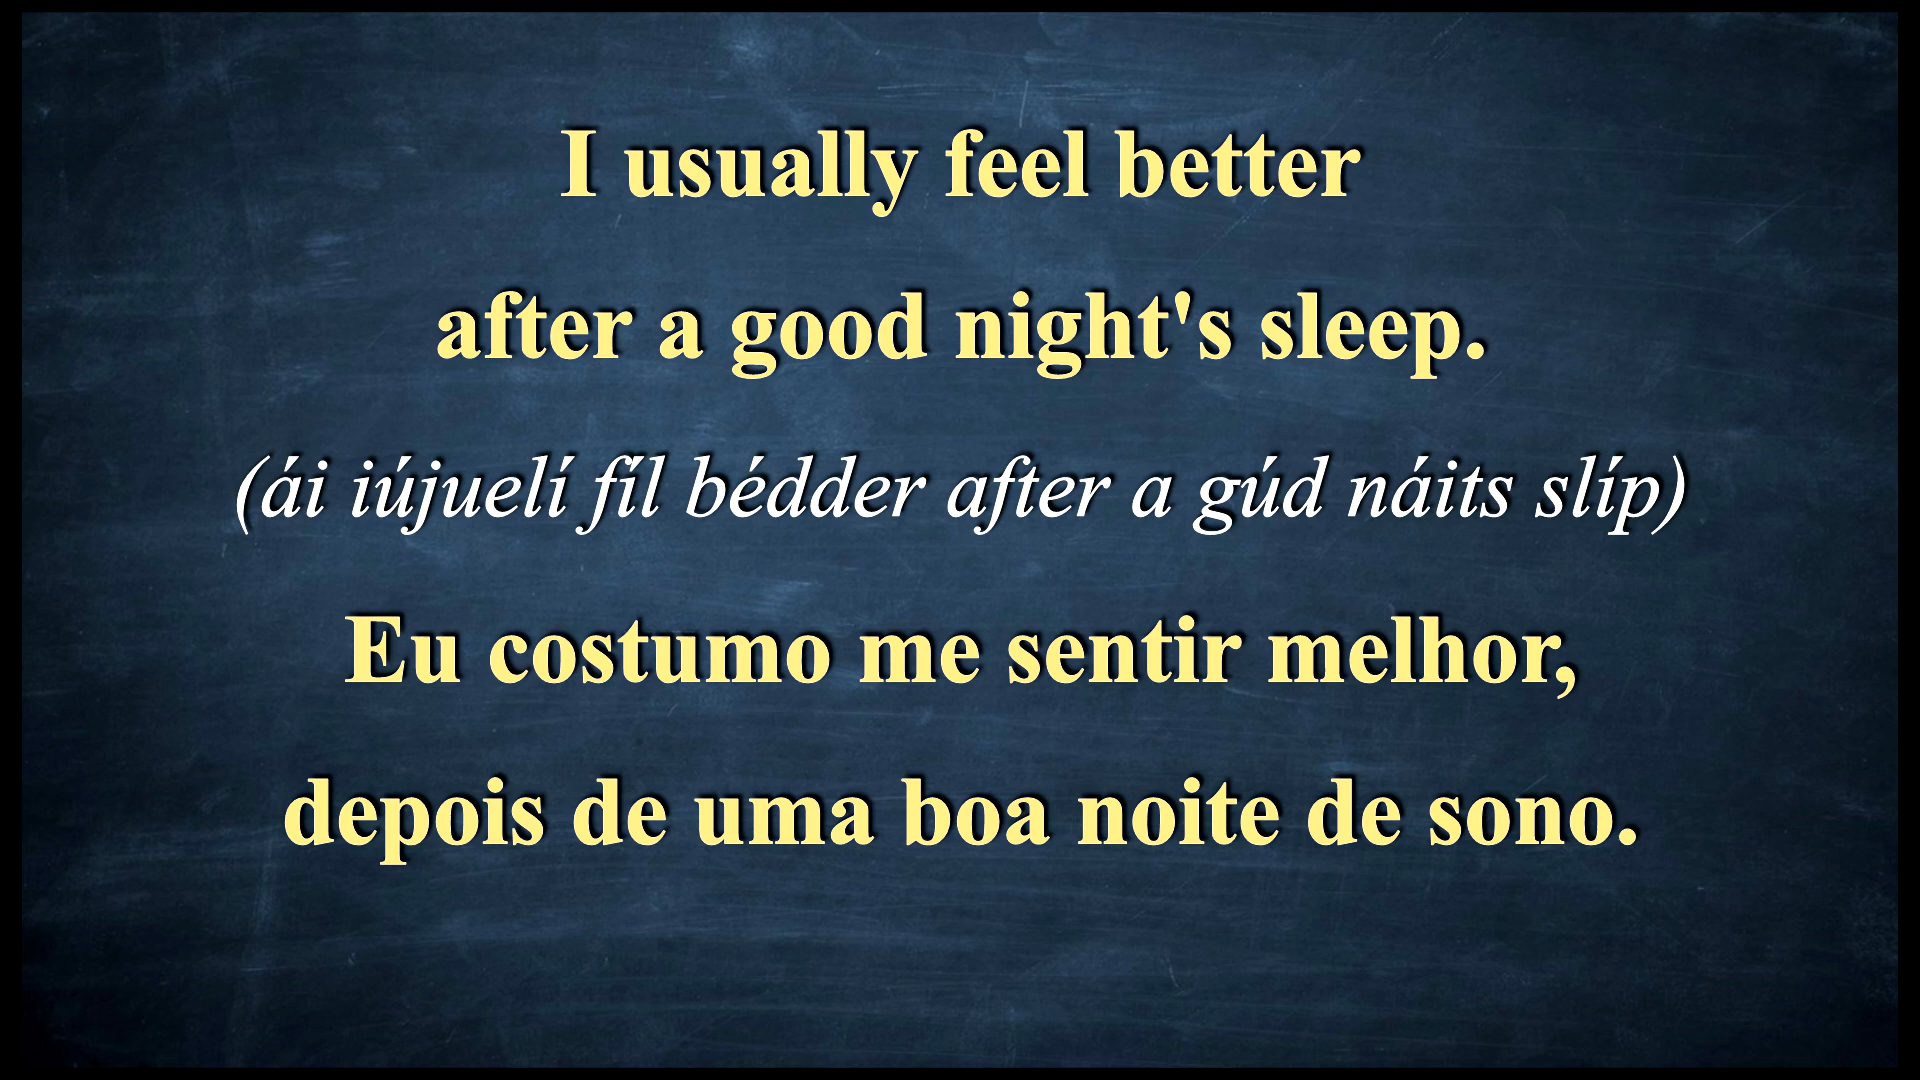 I usually feel better
after a good night's sleep.
(ái iújuelí fíl bédder after a gúd náits slíp)
Eu costumo me sentir melhor,
depois de uma boa noite de sono.